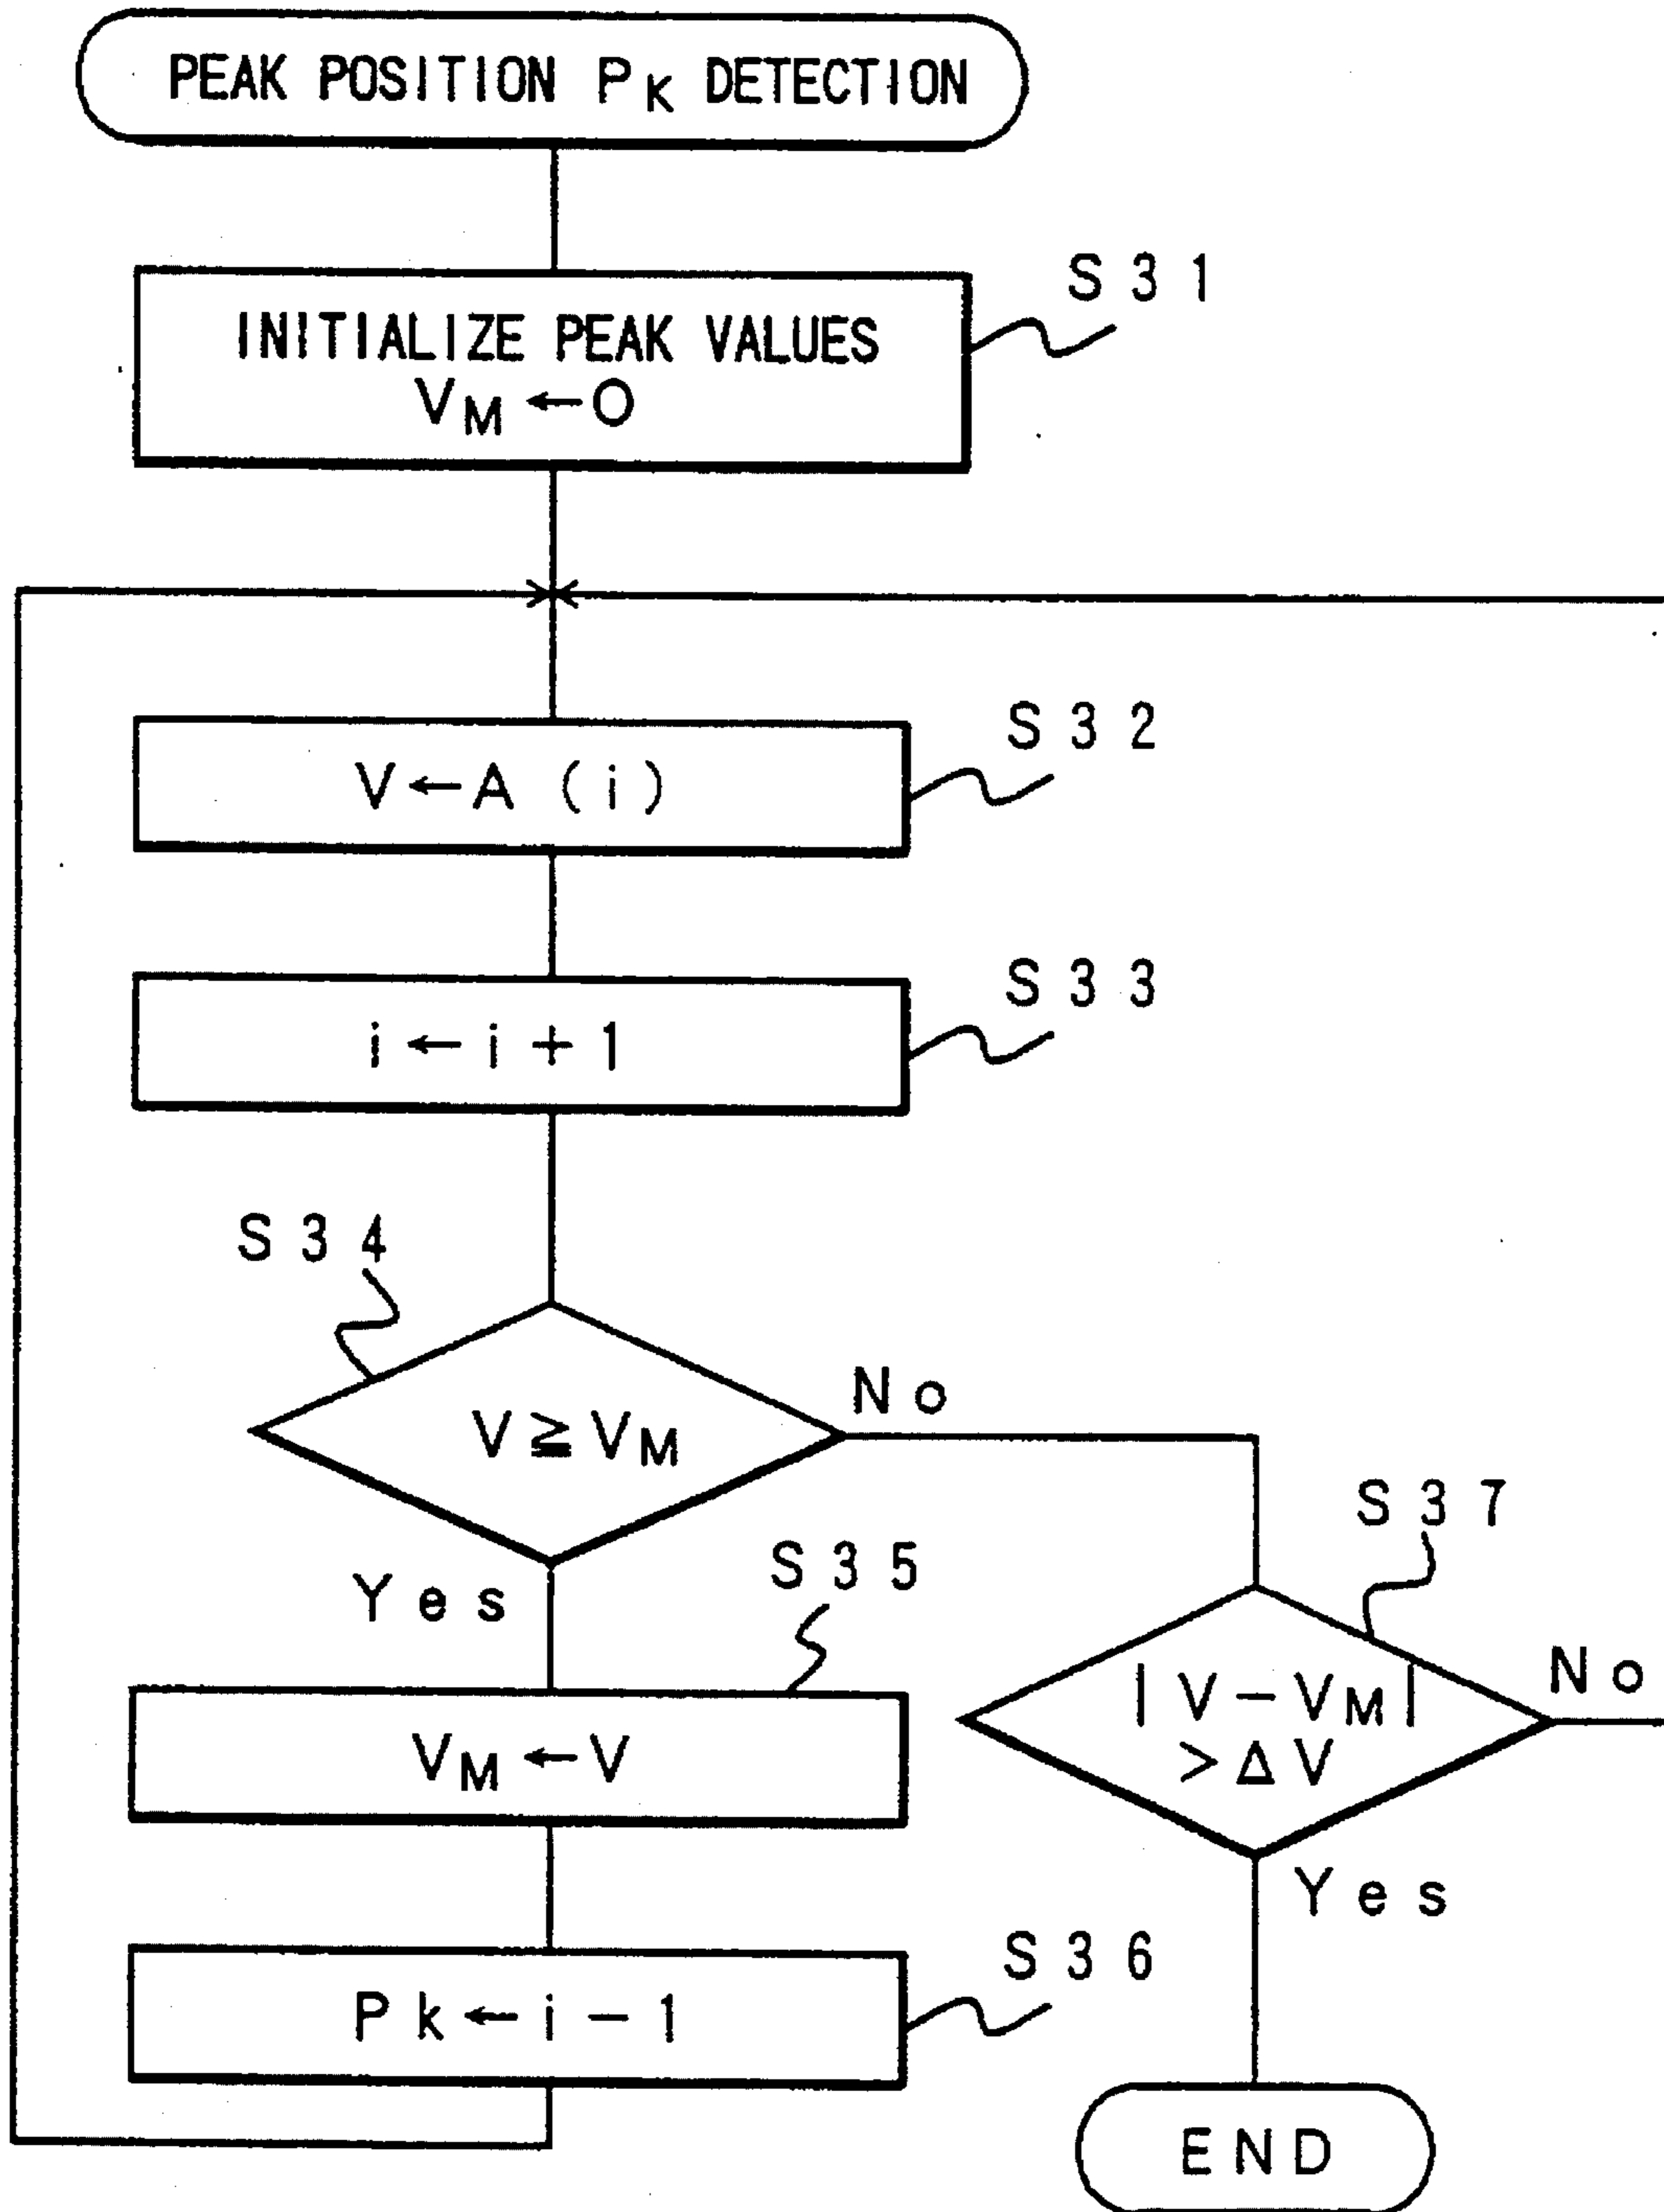 PEAK POSITION PK DETECTION
S31
INITIALIZE PEAK VALUES
VM←0
S32
V←A (i)
S33
i←i+1
S34
V≧VM
No
Yes
S35
S37
VM←V
|V-VM|
>ΔV
No
Yes
S36
Pk←i-1
END